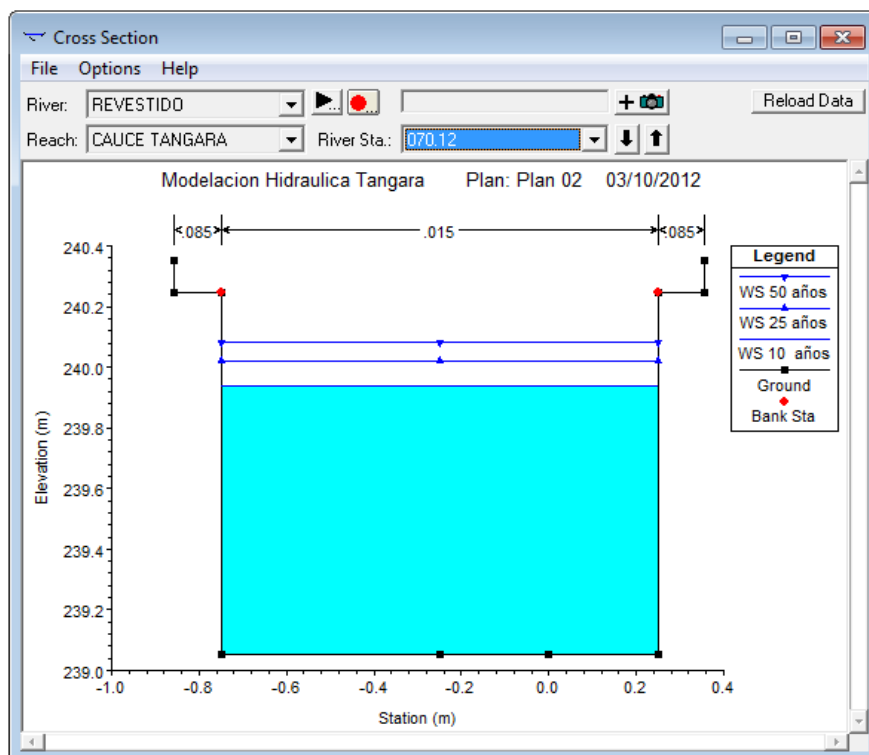 Cross Section
File Options Help
River: REVESTIDO Reload Data
Reach: CAUCE TANGARA River Sta.: 070.12
Modelacion Hidraulica Tangara Plan: Plan 02 03/10/2012
.085 .015 .085
Legend
WS 50 años
WS 25 años
WS 10 años
Ground
Bank Sta
Elevation (m)
240.4
240.2
240.0
239.8
239.6
239.4
239.2
239.0
-1.0 -0.8 -0.6 -0.4 -0.2 0.0 0.2 0.4
Station (m)